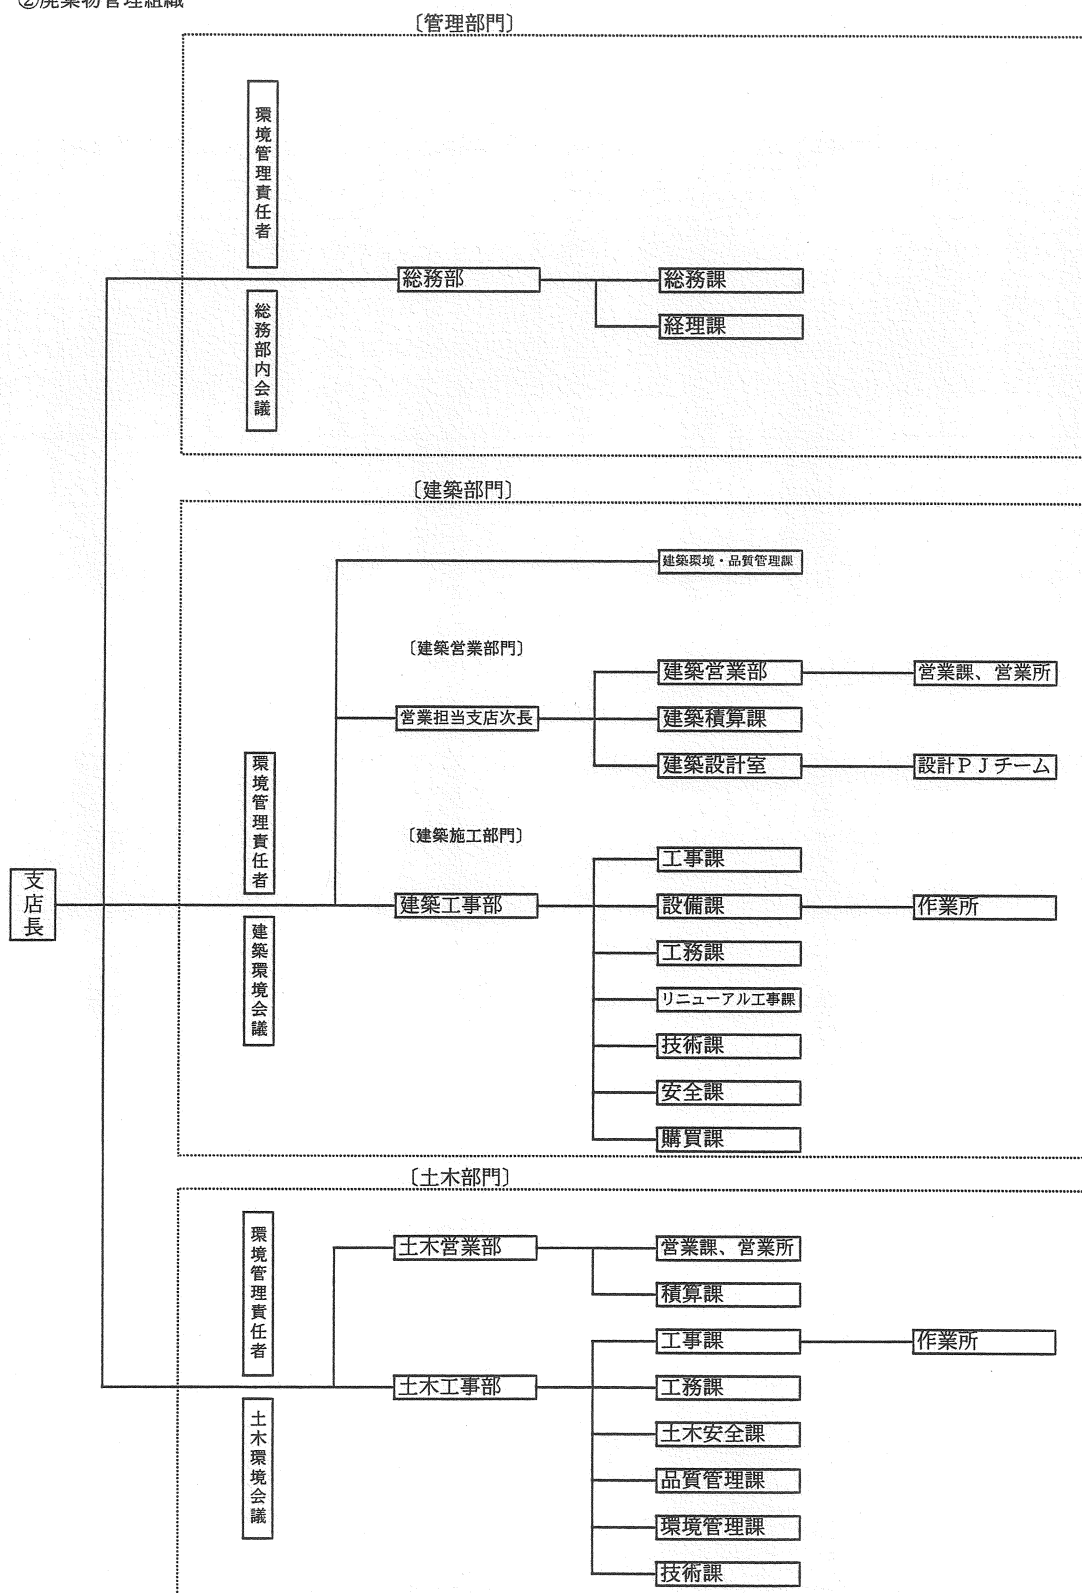 ②廃棄物管理組織
〔管理部門〕
環境管理責任者
総務部
総務課
経理課
総務部内会議
〔建築部門〕
建築環境・品質管理課
〔建築営業部門〕
建築営業部
営業課、営業所
営業担当支店次長
建築積算課
建築設計室
設計ＰＪチーム
環境管理責任者
〔建築施工部門〕
工事課
支店長
建築工事部
設備課
作業所
建築環境会議
工務課
リニューアル工事課
技術課
安全課
購買課
〔土木部門〕
環境管理責任者
土木営業部
営業課、営業所
積算課
工事課
作業所
土木工事部
工務課
土木環境会議
土木安全課
品質管理課
環境管理課
技術課